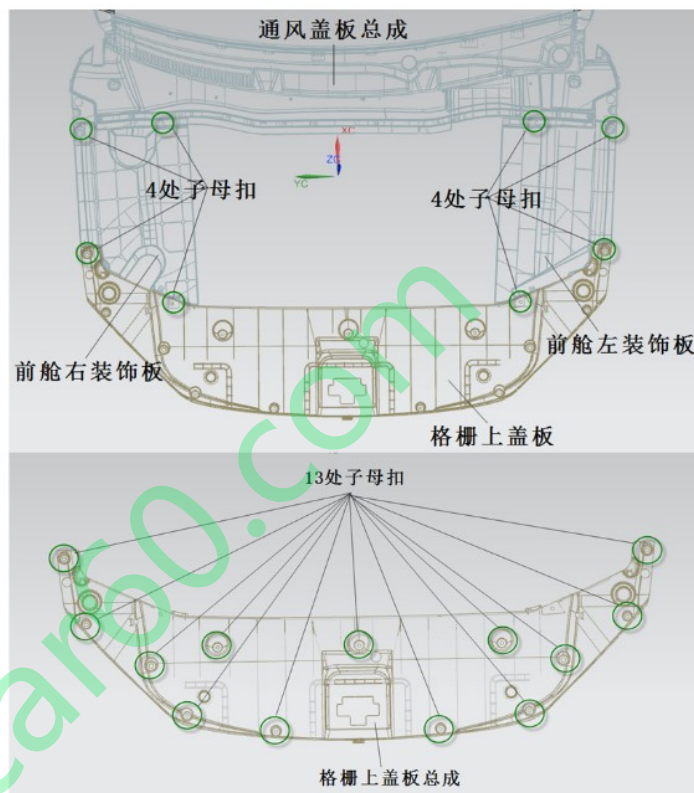 通风盖板总成
XC
ZC
YC
4处子母扣
4处子母扣
前舱左装饰板
前舱右装饰板
格栅上盖板
13处子母扣
格栅上盖板总成
car60.com